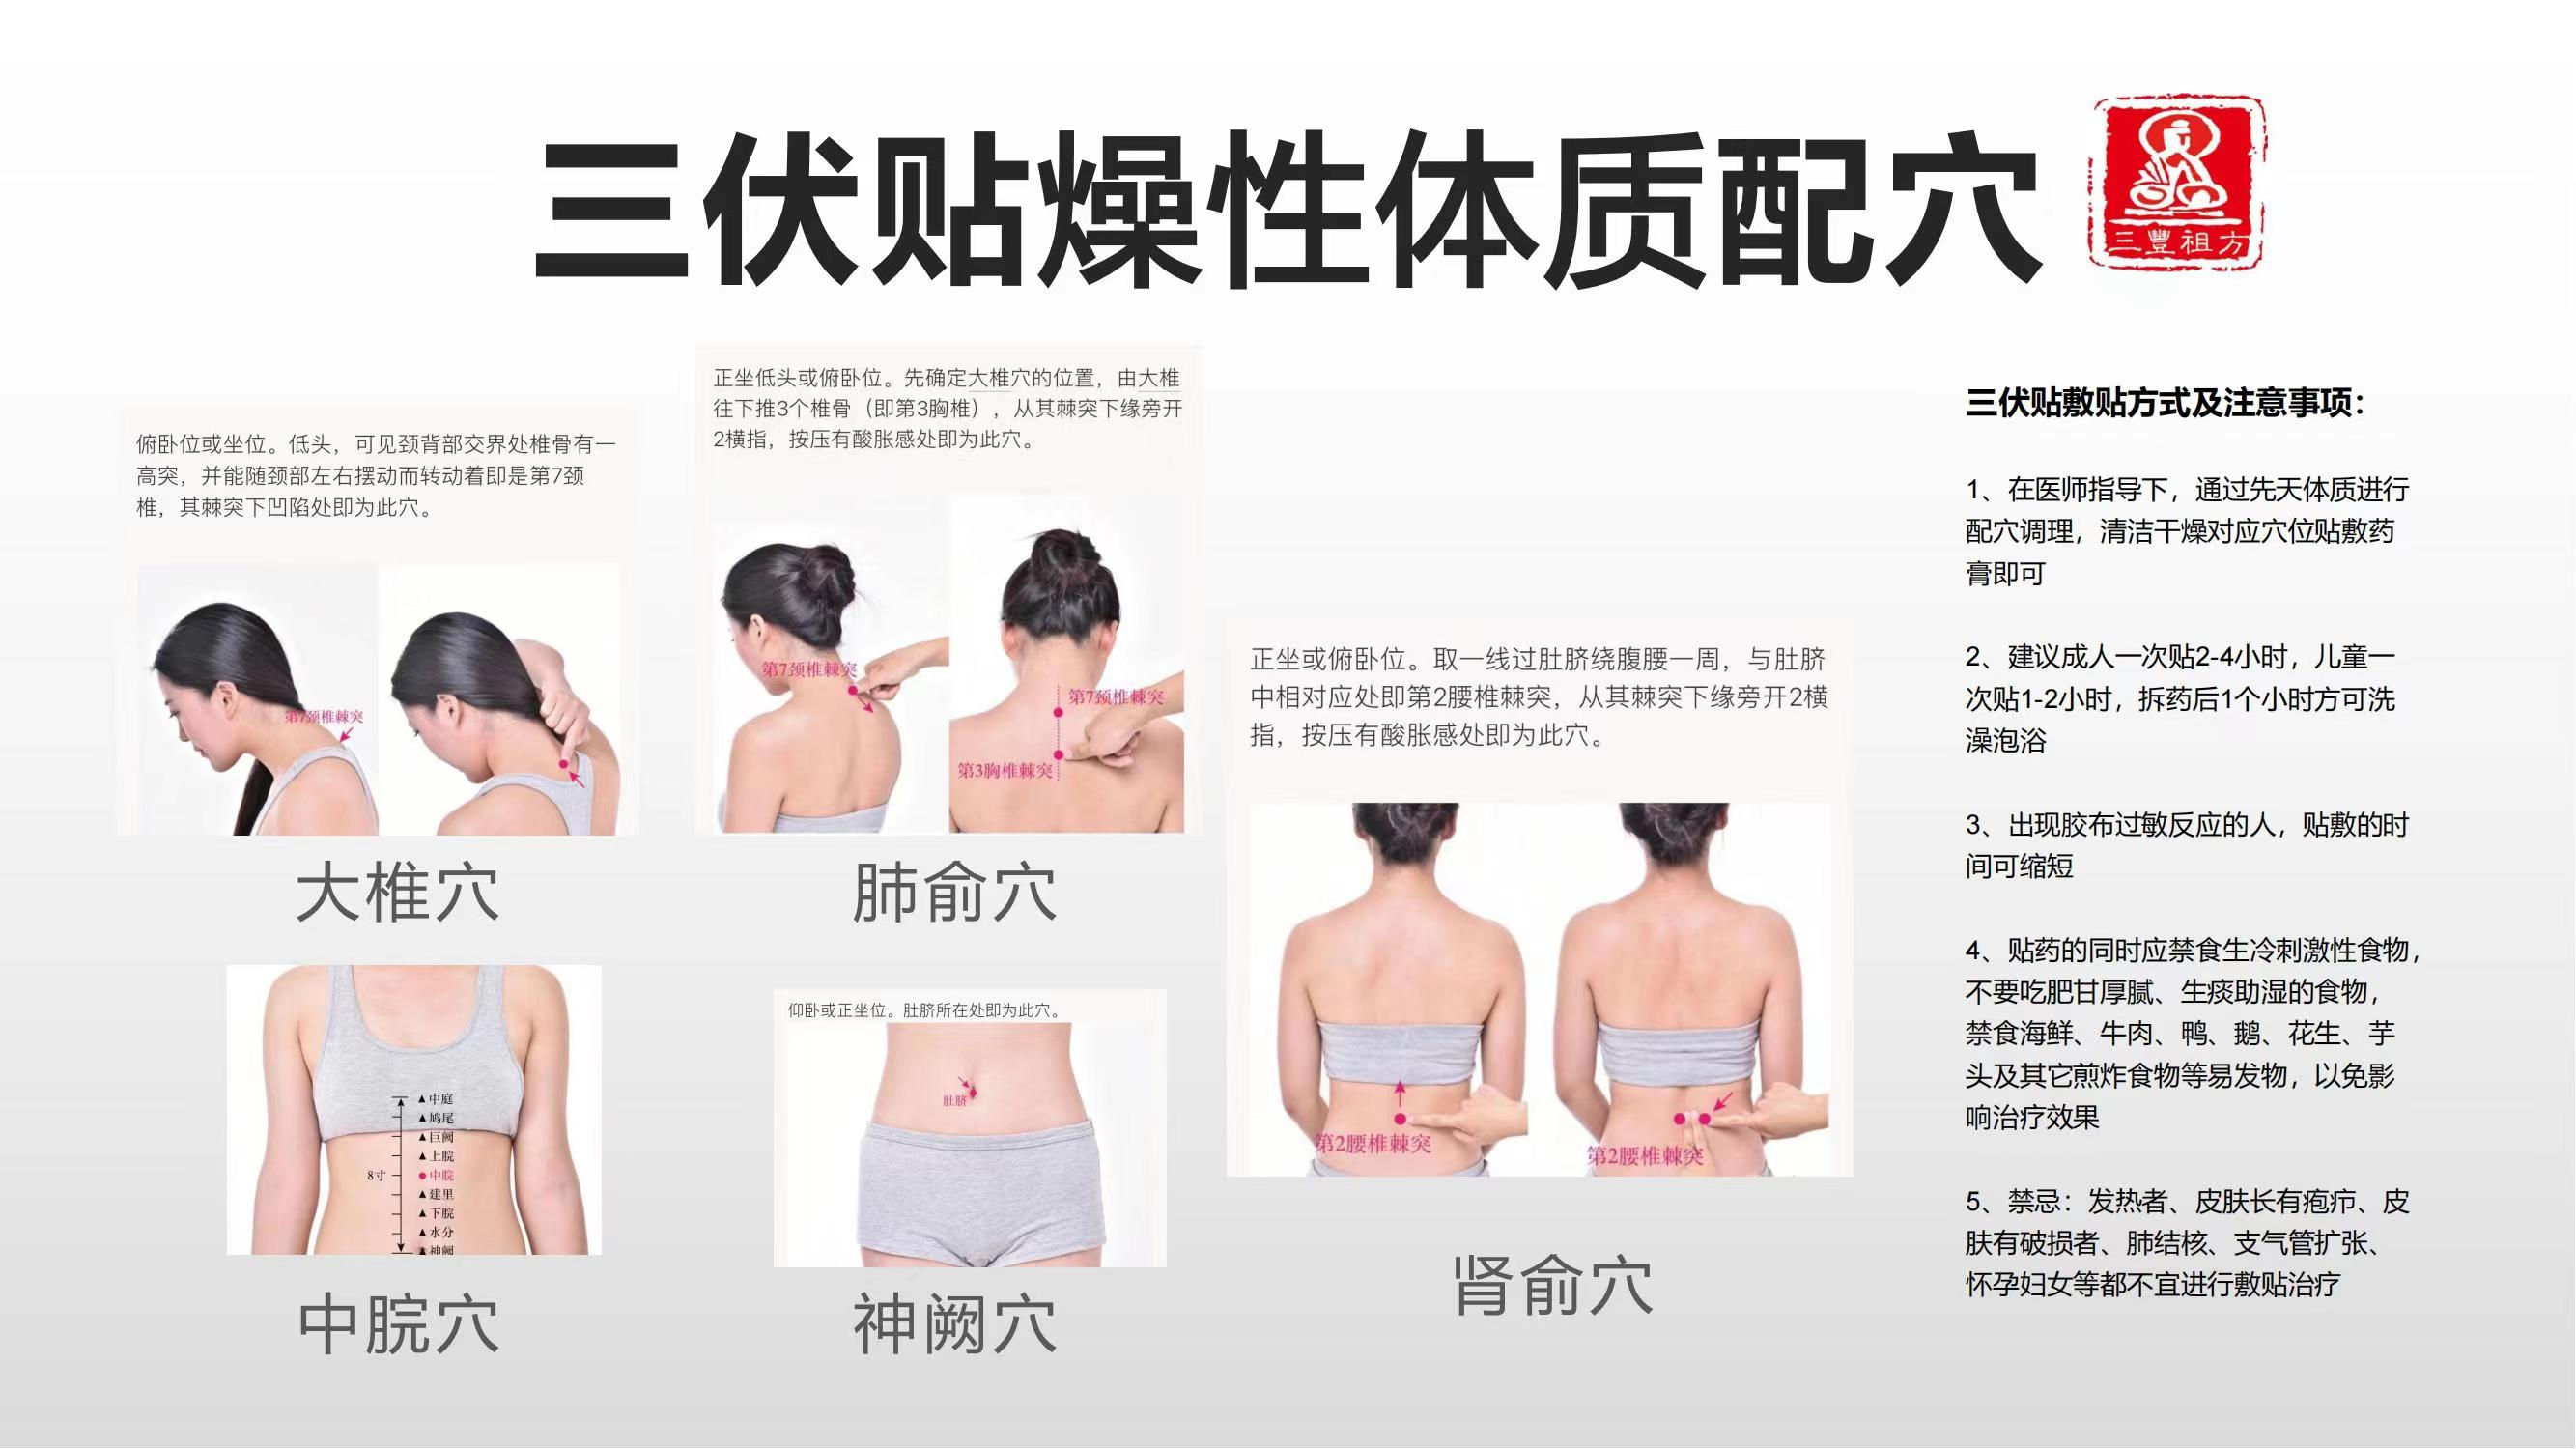 三伏贴燥性体质配穴
三豐祖方
俯卧位或坐位。低头，可见颈背部交界处椎骨有一
高突，并能随颈部左右摆动而转动着即是第7颈
椎，其棘突下凹陷处即为此穴。
第7颈椎棘突
大椎穴
正坐低头或俯卧位。先确定大椎穴的位置，由大椎
往下推3个椎骨（即第3胸椎），从其棘突下缘旁开
2横指，按压有酸胀感处即为此穴。
第7颈椎棘突
第7颈椎棘突
第3胸椎棘突
肺俞穴
中庭
鸠尾
巨阙
上脘
8寸
中脘
建里
下脘
水分
神阙
中脘穴
仰卧或正坐位。肚脐所在处即为此穴。
肚脐
神阙穴
正坐或俯卧位。取一线过肚脐绕腹腰一周，与肚脐
中相对应处即第2腰椎棘突，从其棘突下缘旁开2横
指，按压有酸胀感处即为此穴。
第2腰椎棘突
第2腰椎棘突
肾俞穴
三伏贴敷贴方式及注意事项：
1、在医师指导下，通过先天体质进行
配穴调理，清洁干燥对应穴位贴敷药
膏即可
2、建议成人一次贴2-4小时，儿童一
次贴1-2小时，拆药后1个小时方可洗
澡泡浴
3、出现胶布过敏反应的人，贴敷的时
间可缩短
4、贴药的同时应禁食生冷刺激性食物，
不要吃肥甘厚腻、生痰助湿的食物，
禁食海鲜、牛肉、鸭、鹅、花生、芋
头及其它煎炸食物等易发物，以免影
响治疗效果
5、禁忌：发热者、皮肤长有疱疖、皮
肤有破损者、肺结核、支气管扩张、
怀孕妇女等都不宜进行敷贴治疗